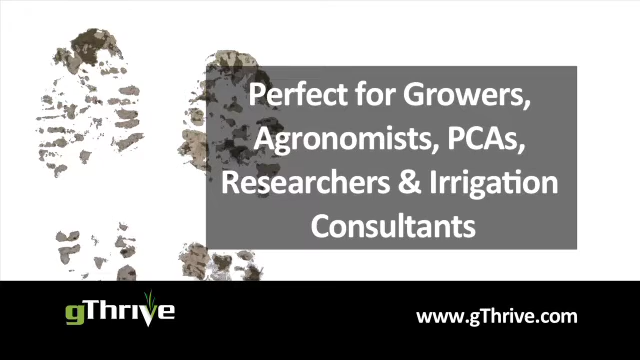 Perfect for Growers,
Agronomists, PCAs,
Researchers & Irrigation
Consultants
gThrive
www.gThrive.com